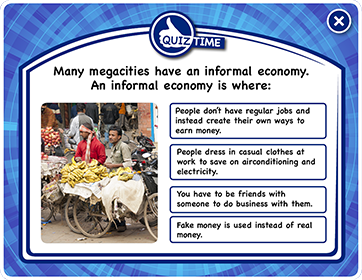 QUIZ TIME
Many megacities have an informal economy.
An informal economy is where:
People don't have regular jobs and
instead create their own ways to
earn money.
People dress in casual clothes at
work to save on airconditioning and
electricity.
You have to be friends with
someone to do business with them.
Fake money is used instead of real
money.